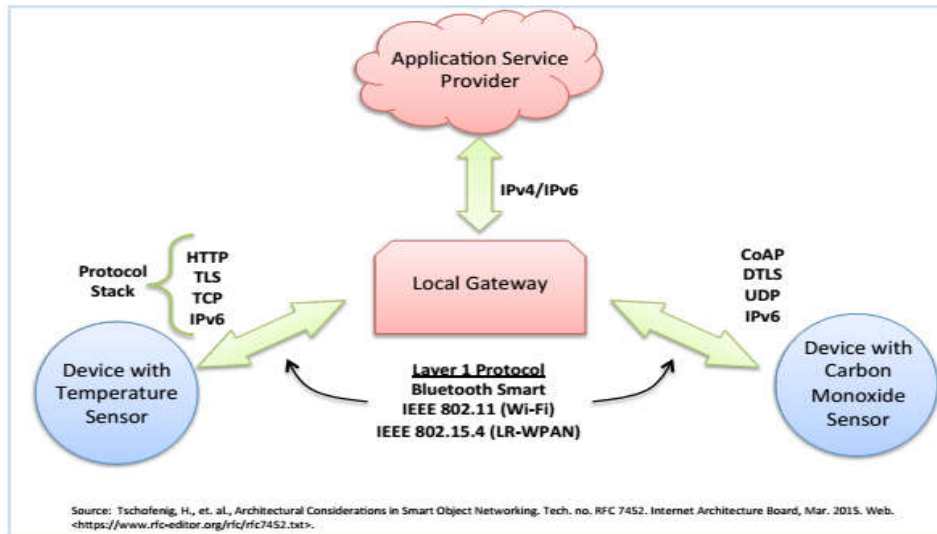 Application Service
Provider
IPv4/IPv6
Protocol
Stack
HTTP
TLS
TCP
IPv6
Local Gateway
CoAP
DTLS
UDP
IPv6
Device with
Temperature
Sensor
Layer 1 Protocol
Bluetooth Smart
IEEE 802.11 (Wi-Fi)
IEEE 802.15.4 (LR-WPAN)
Device with
Carbon
Monoxide
Sensor
Source: Tschofenig, H., et. al., Architectural Considerations in Smart Object Networking. Tech. no. RFC 7452. Internet Architecture Board, Mar. 2015. Web.
<https://www.rfc-editor.org/rfc/rfc7452.txt>.